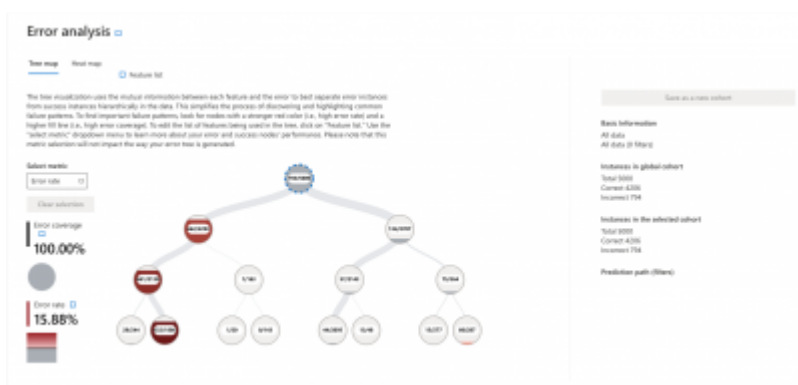 Error analysis
Tree map Heat map
Feature list
The tree visualization uses the mutual information between each feature and the error to best separate error instances
from success instances hierarchically in the data. This simplifies the process of discovering and highlighting common
failure patterns. To find important failure patterns, look for nodes with a stronger red color (i.e., high error rate) and a
higher fill line (i.e., high error coverage). To edit the list of features being used in the tree, click on "Feature list." Use the
"select metric" dropdown menu to learn more about your error and success nodes' performance. Please note that this
metric selection will not impact the way your error tree is generated.
Select metric
Error rate
Clear selection
Error coverage
100.00%
Error rate
15.88%
Save as a new cohort
Basic Information
All data
All data (0 filters)
Instances in global cohort
Total 5000
Correct 4206
Incorrect 794
Instances in the selected cohort
Total 5000
Correct 4206
Incorrect 794
Prediction path (filters)